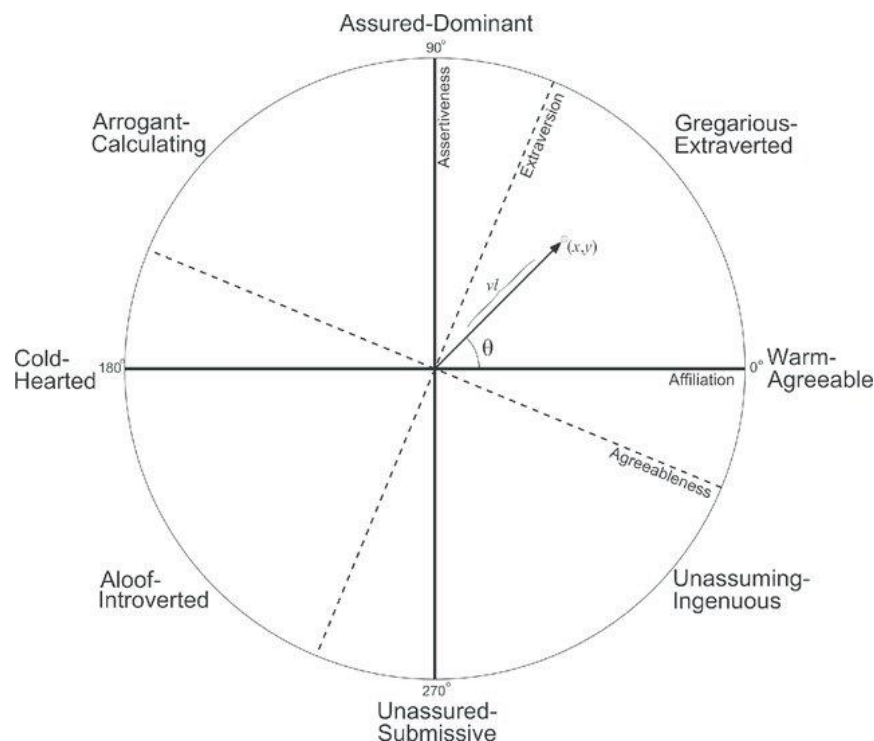 Assured-Dominant
90°
Assertiveness
Extraversion
Arrogant-
Calculating
Gregarious-
Extraverted
(x,y)
vl
θ
Cold-
Hearted
180°
0°
Warm-
Agreeable
Affiliation
Agreeableness
Aloof-
Introverted
Unassuming-
Ingenuous
270°
Unassured-
Submissive